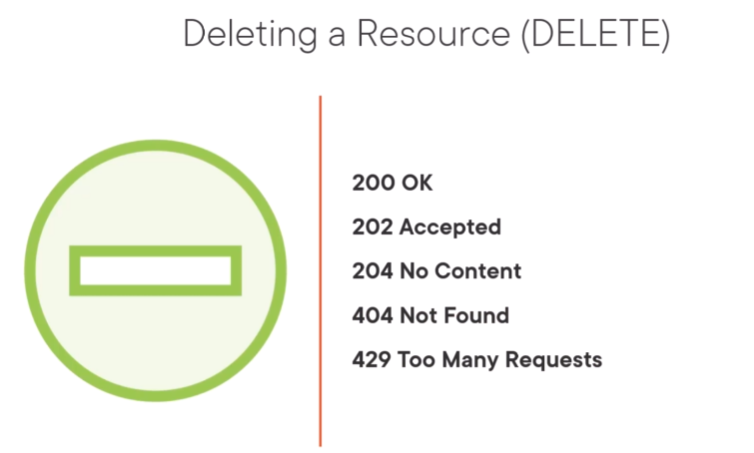 Deleting a Resource (DELETE)
200 OK
202 Accepted
204 No Content
404 Not Found
429 Too Many Requests